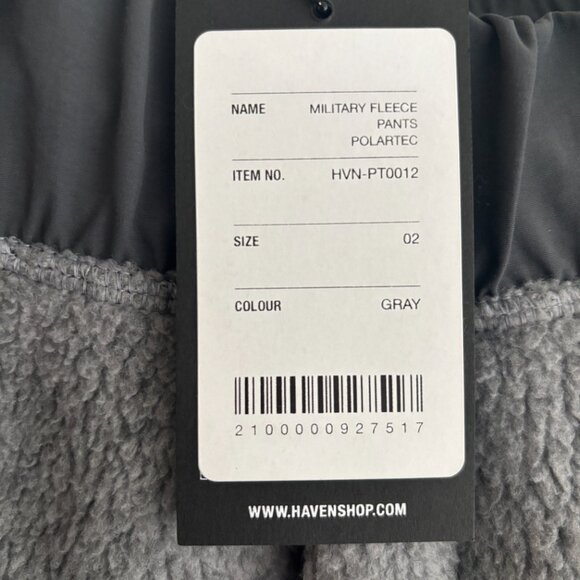 NAME MILITARY FLEECE
PANTS
POLARTEC
ITEM NO. HVN-PT0012
SIZE 02
COLOUR GRAY
2100000927517
WWW.HAVENSHOP.COM